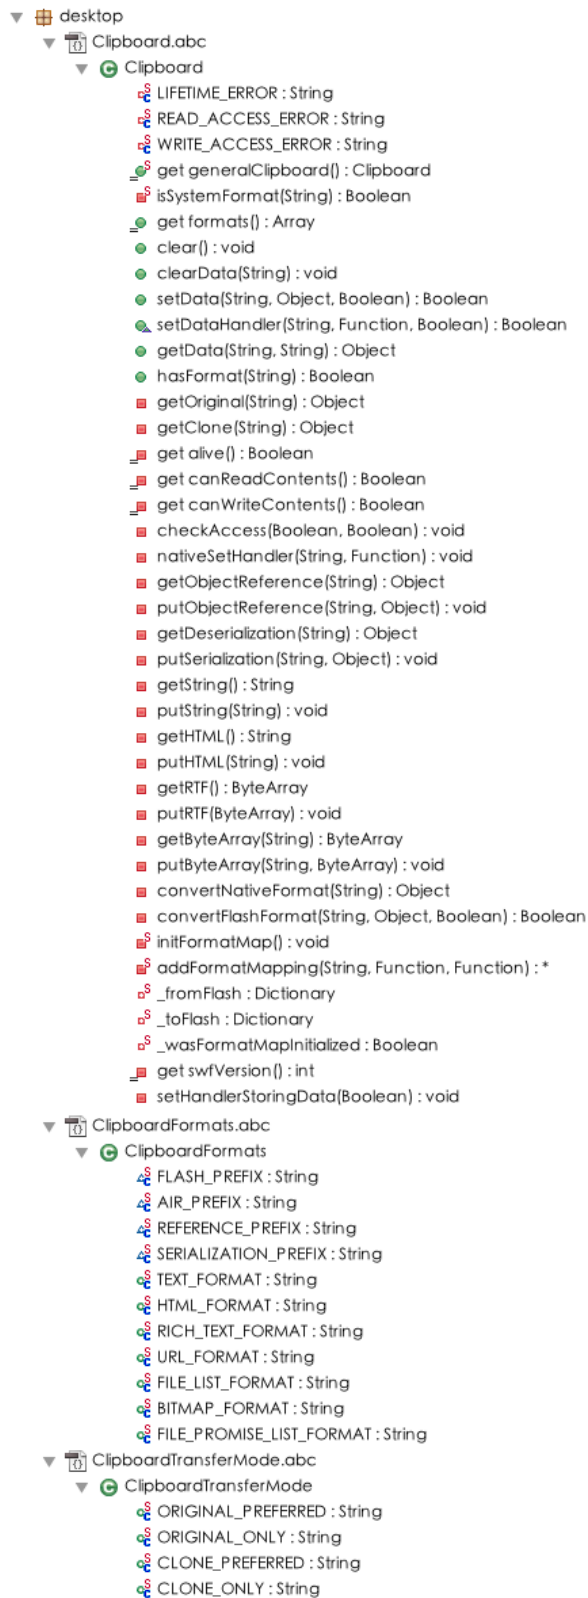 desktop
Clipboard.abc
Clipboard
LIFETIME_ERROR : String
READ_ACCESS_ERROR : String
WRITE_ACCESS_ERROR : String
get generalClipboard() : Clipboard
isSystemFormat(String) : Boolean
get formats() : Array
clear() : void
clearData(String) : void
setData(String, Object, Boolean) : Boolean
setDataHandler(String, Function, Boolean) : Boolean
getData(String, String) : Object
hasFormat(String) : Boolean
getOriginal(String) : Object
getClone(String) : Object
get alive() : Boolean
get canReadContents() : Boolean
get canWriteContents() : Boolean
checkAccess(Boolean, Boolean) : void
nativeSetHandler(String, Function) : void
getObjectReference(String) : Object
putObjectReference(String, Object) : void
getDeserialization(String) : Object
putSerialization(String, Object) : void
getString() : String
putString(String) : void
getHTML() : String
putHTML(String) : void
getRTF() : ByteArray
putRTF(ByteArray) : void
getByteArray(String) : ByteArray
putByteArray(String, ByteArray) : void
convertNativeFormat(String) : Object
convertFlashFormat(String, Object, Boolean) : Boolean
initFormatMap() : void
addFormatMapping(String, Function, Function) : *
_fromFlash : Dictionary
_toFlash : Dictionary
_wasFormatMapInitialized : Boolean
get swfVersion() : int
setHandlerStoringData(Boolean) : void
ClipboardFormats.abc
ClipboardFormats
FLASH_PREFIX : String
AIR_PREFIX : String
REFERENCE_PREFIX : String
SERIALIZATION_PREFIX : String
TEXT_FORMAT : String
HTML_FORMAT : String
RICH_TEXT_FORMAT : String
URL_FORMAT : String
FILE_LIST_FORMAT : String
BITMAP_FORMAT : String
FILE_PROMISE_LIST_FORMAT : String
ClipboardTransferMode.abc
ClipboardTransferMode
ORIGINAL_PREFERRED : String
ORIGINAL_ONLY : String
CLONE_PREFERRED : String
CLONE_ONLY : String